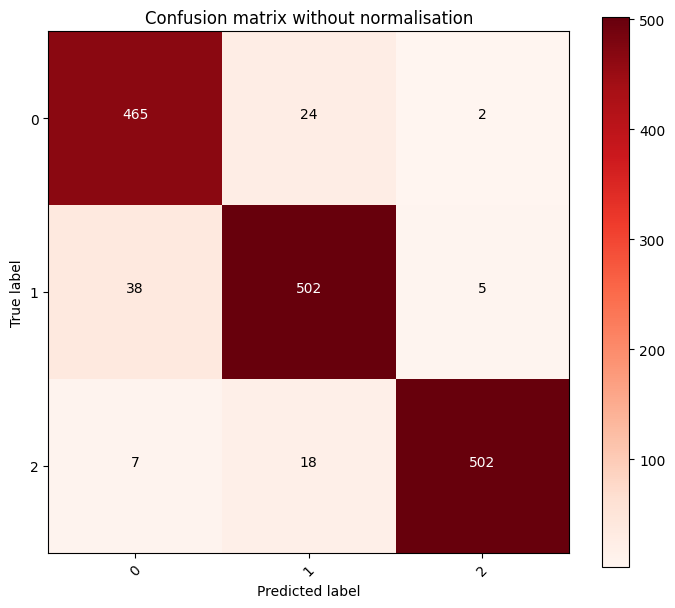 Confusion matrix without normalisation
0 465 24 2
1 38 502 5
2 7 18 502
True label
0 1 2
Predicted label
500
400
300
200
100